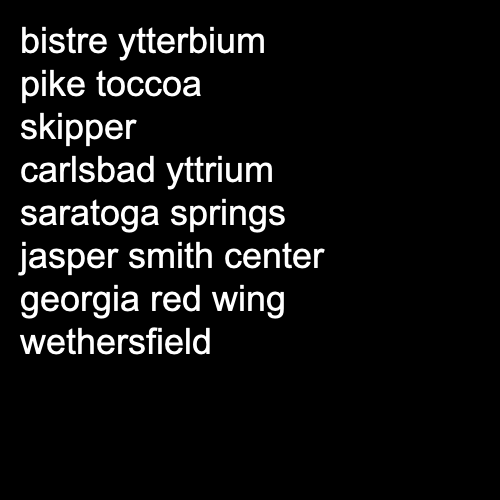 bistre ytterbium
pike toccoa
skipper
carlsbad yttrium
saratoga springs
jasper smith center
georgia red wing
wethersfield